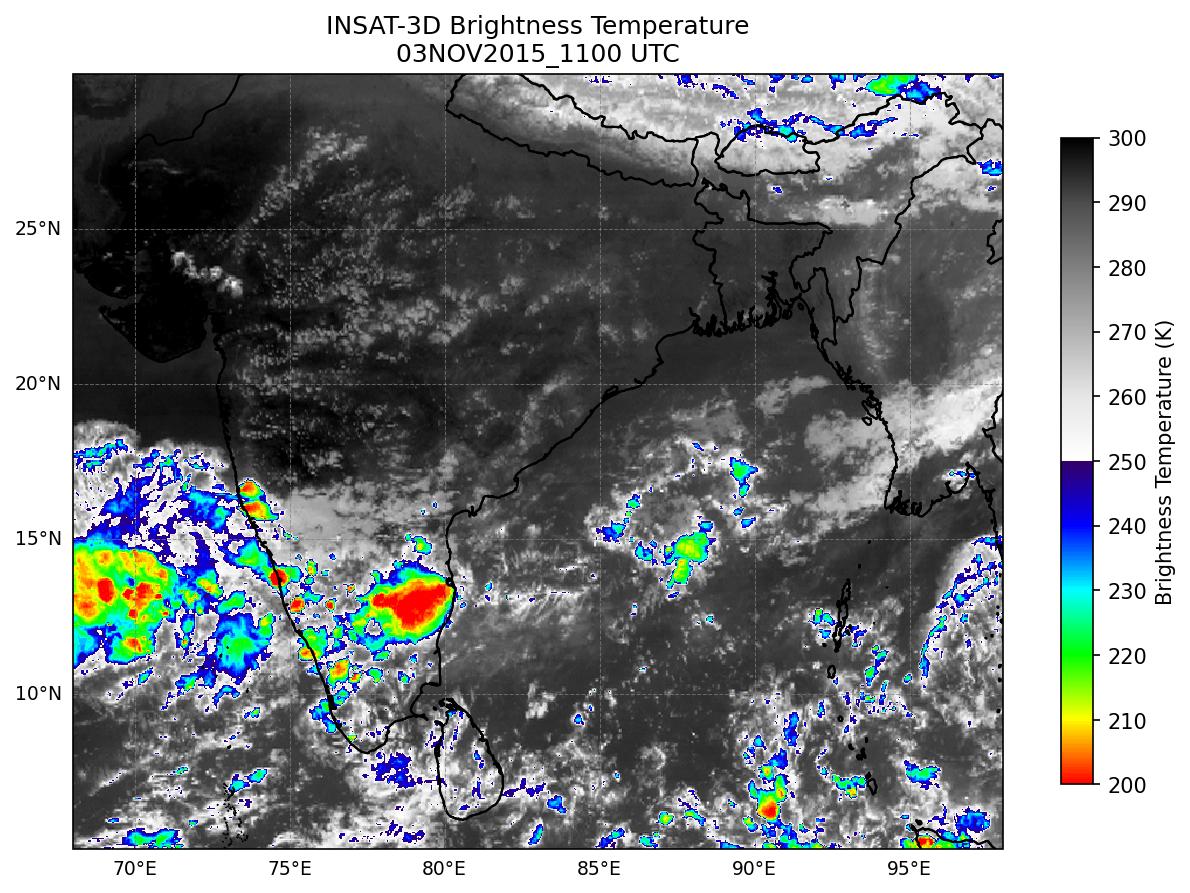 INSAT-3D Brightness Temperature
03NOV2015_1100 UTC
25°N
20°N
15°N
10°N
70°E
75°E
80°E
85°E
90°E
95°E
300
290
280
270
260
250
240
230
220
210
200
Brightness Temperature (K)